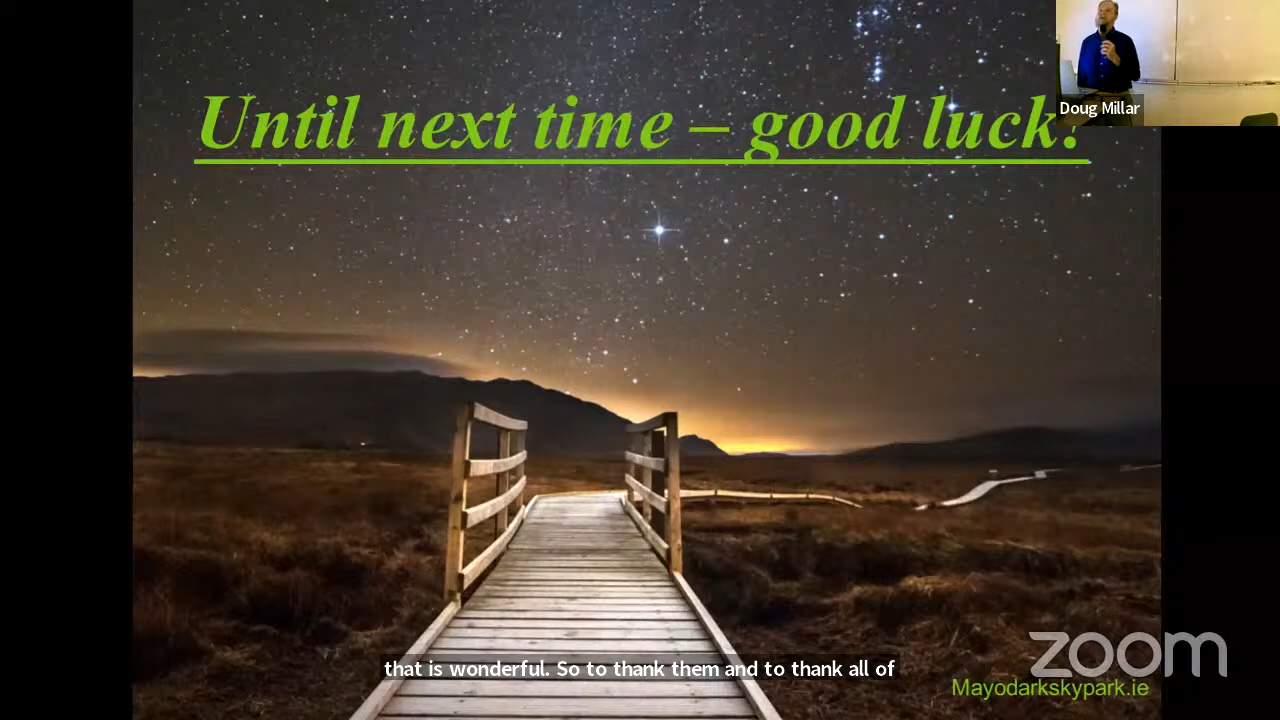 Until next time – good luck!
Doug Millar
that is wonderful. So to thank them and to thank all of
zoom
Mayodarkskypark.ie